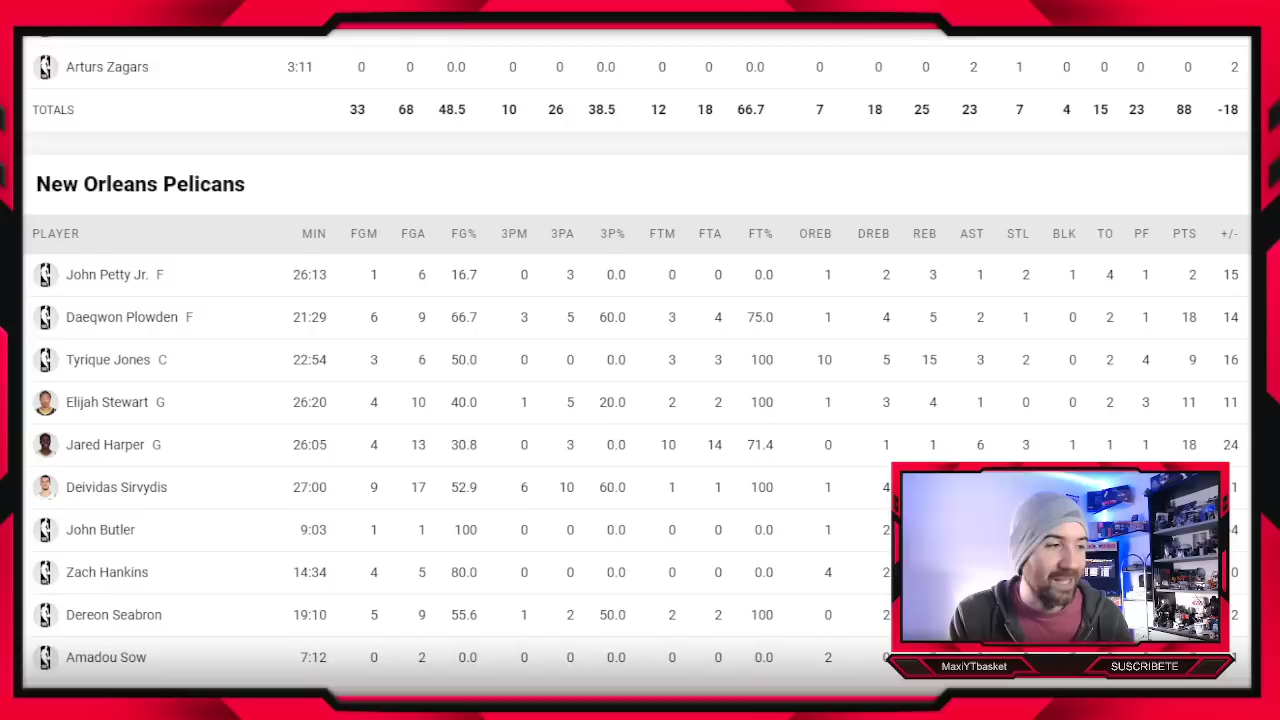 Arturs Zagars 3:11 0 0 0.0 0 0 0.0 0 0 0.0 0 0 0 2 1 0 0 0 0 2
TOTALS 33 68 48.5 10 26 38.5 12 18 66.7 7 18 25 23 7 4 15 23 88 -18
New Orleans Pelicans
PLAYER MIN FGM FGA FG% 3PM 3PA 3P% FTM FTA FT% OREB DREB REB AST STL BLK TO PF PTS +/-
John Petty Jr. F 26:13 1 6 16.7 0 3 0.0 0 0 0.0 1 2 3 1 2 1 4 1 2 15
Daeqwon Plowden F 21:29 6 9 66.7 3 5 60.0 3 4 75.0 1 4 5 2 1 0 2 1 18 14
Tyrique Jones C 22:54 3 6 50.0 0 0 0.0 3 3 100 10 5 15 3 2 0 2 4 9 16
Elijah Stewart G 26:20 4 10 40.0 1 5 20.0 2 2 100 1 3 4 1 0 0 2 3 11 11
Jared Harper G 26:05 4 13 30.8 0 3 0.0 10 14 71.4 0 1 1 6 3 1 1 1 18 24
Deividas Sirvydis 27:00 9 17 52.9 6 10 60.0 1 1 100 1 4 1
John Butler 9:03 1 1 100 0 0 0.0 0 0 0.0 1 2 4
Zach Hankins 14:34 4 5 80.0 0 0 0.0 0 0 0.0 4 2 0
Dereon Seabron 19:10 5 9 55.6 1 2 50.0 2 2 100 0 2 2
Amadou Sow 7:12 0 2 0.0 0 0 0.0 0 0 0.0 2
MaxiYTbasket SUSCRIBETE